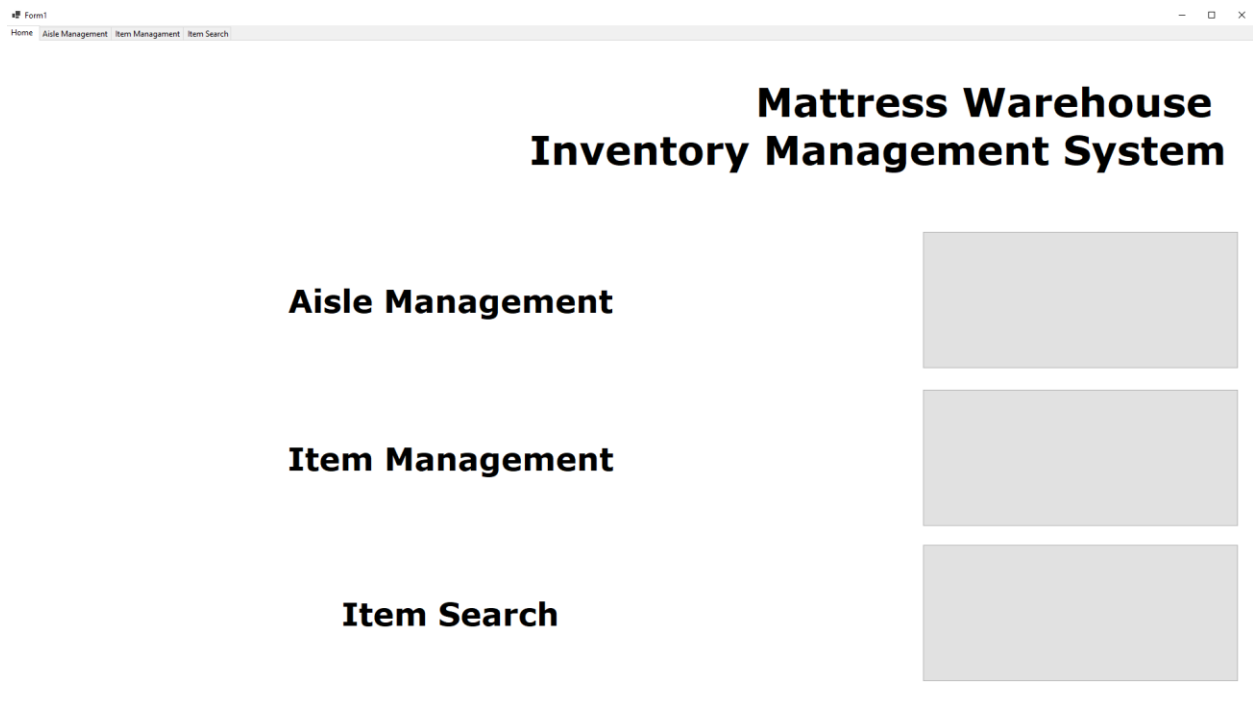 Form1
Home Aisle Management Item Managament Item Search
Mattress Warehouse
Inventory Management System
Aisle Management
Item Management
Item Search